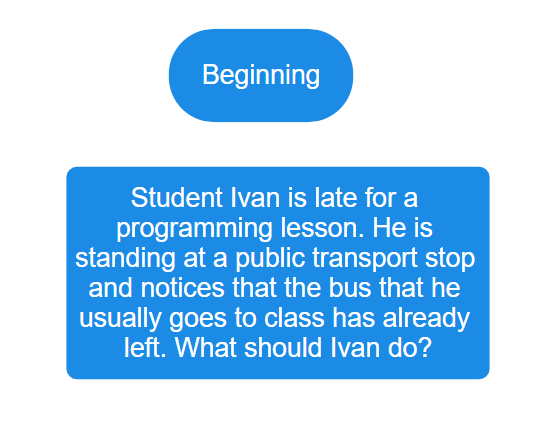 Beginning
Student Ivan is late for a
programming lesson. He is
standing at a public transport stop
and notices that the bus that he
usually goes to class has already
left. What should Ivan do?